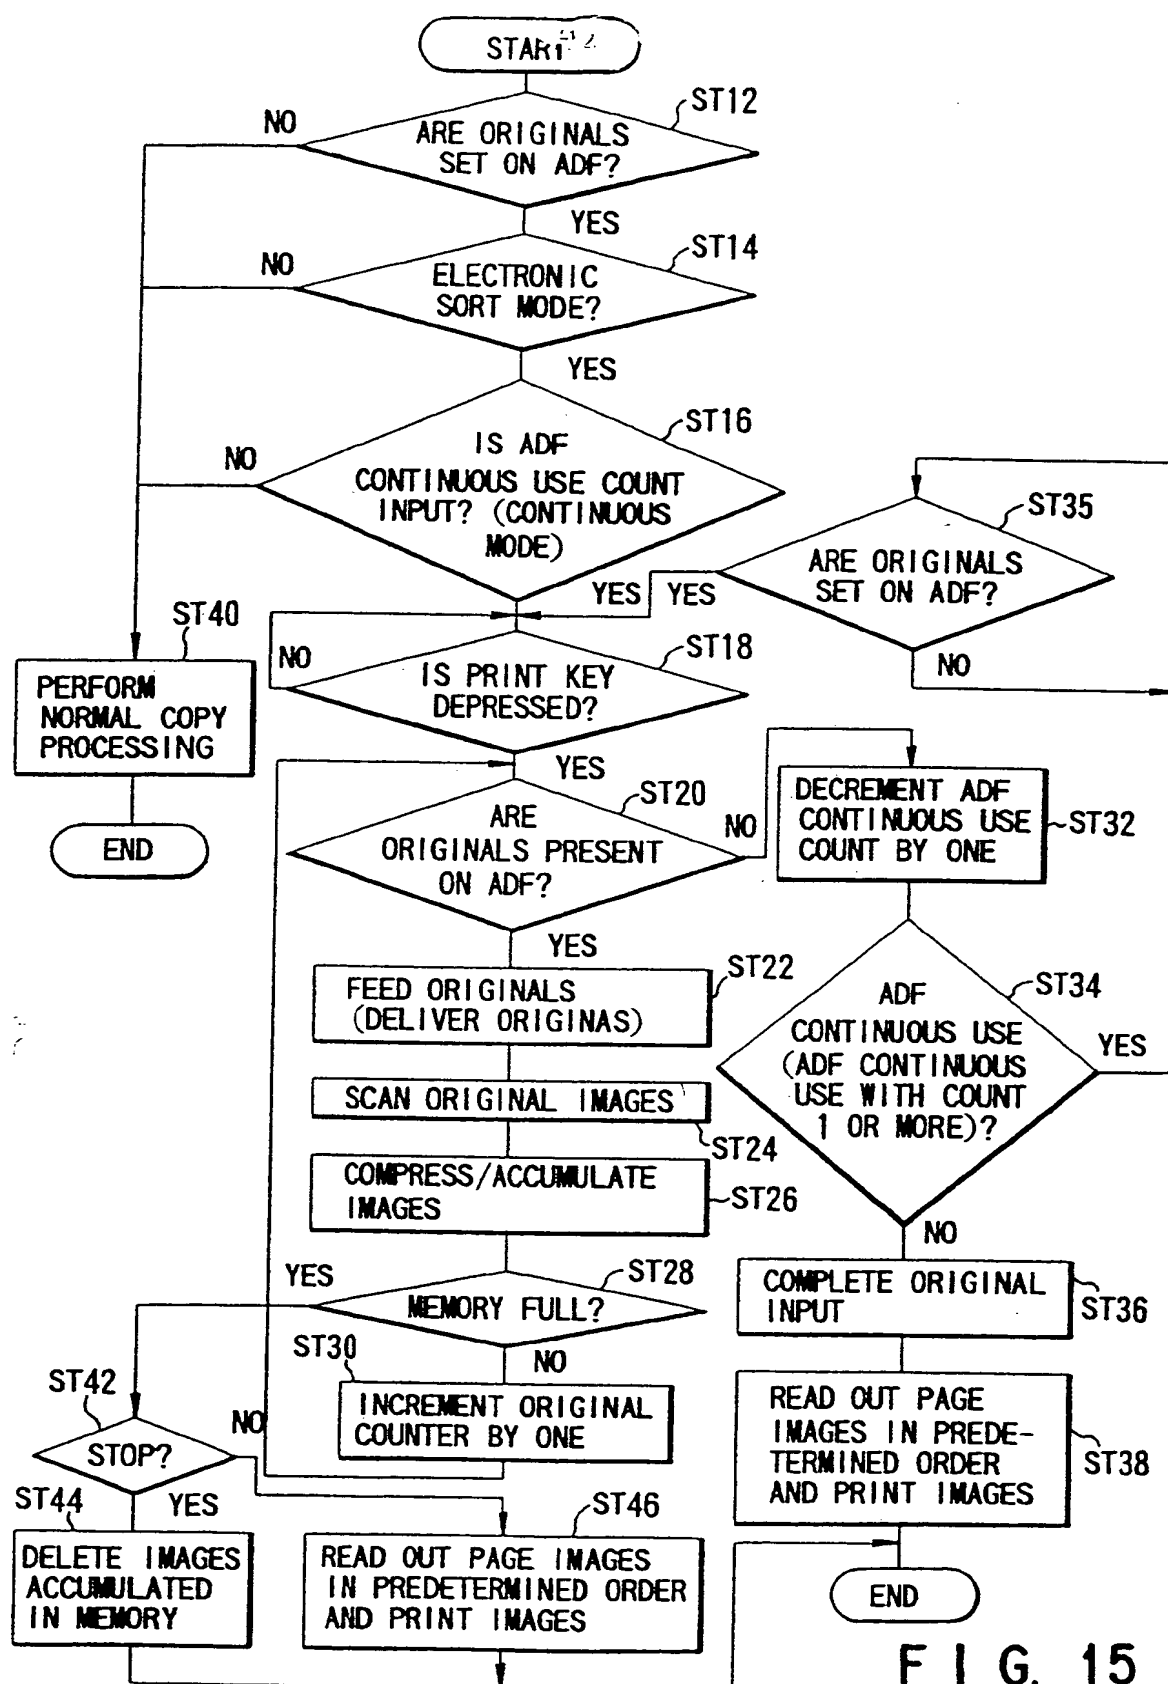 START
ST12
NO
ARE ORIGINALS
SET ON ADF?
YES
ST14
NO
ELECTRONIC
SORT MODE?
YES
ST16
NO
IS ADF
CONTINUOUS USE COUNT
INPUT? (CONTINUOUS
MODE)
ST35
ARE ORIGINALS
SET ON ADF?
YES
YES
NO
ST40
PERFORM
NORMAL COPY
PROCESSING
END
ST18
NO
IS PRINT KEY
DEPRESSED?
YES
ST20
ARE
ORIGINALS PRESENT
ON ADF?
NO
YES
DECREMENT ADF
CONTINUOUS USE
COUNT BY ONE
ST32
ST22
FEED ORIGINALS
(DELIVER ORIGINAS)
SCAN ORIGINAL IMAGES
ST24
COMPRESS/ACCUMULATE
IMAGES
ST26
ST34
ADF
CONTINUOUS USE
(ADF CONTINUOUS
USE WITH COUNT
1 OR MORE)?
YES
NO
YES
ST28
MEMORY FULL?
NO
ST30
INCREMENT ORIGINAL
COUNTER BY ONE
COMPLETE ORIGINAL
INPUT
ST36
READ OUT PAGE
IMAGES IN PREDE-
TERMINED ORDER
AND PRINT IMAGES
ST38
ST42
NO
STOP?
YES
ST44
DELETE IMAGES
ACCUMULATED
IN MEMORY
ST46
READ OUT PAGE IMAGES
IN PREDETERMINED ORDER
AND PRINT IMAGES
END
FIG. 15